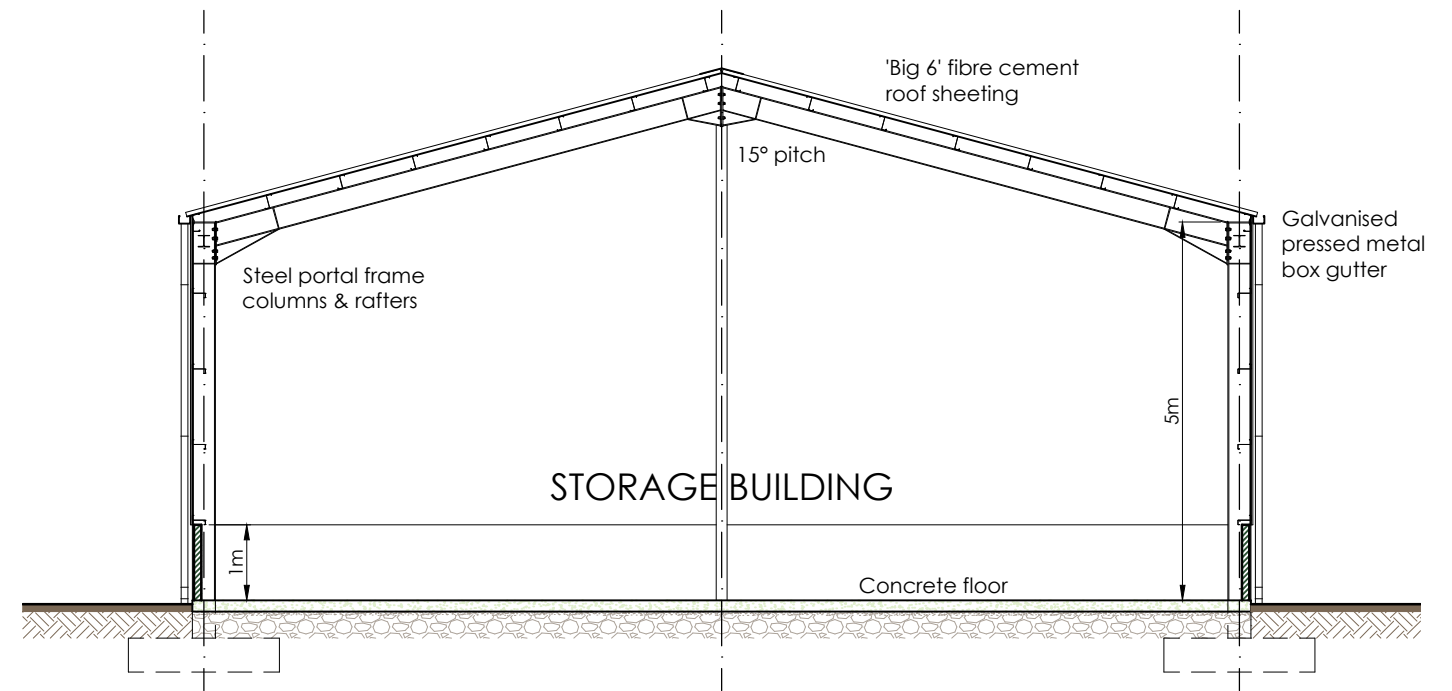 'Big 6' fibre cement
roof sheeting
15° pitch
Galvanised
pressed metal
box gutter
Steel portal frame
columns & rafters
5m
STORAGE BUILDING
1m
Concrete floor